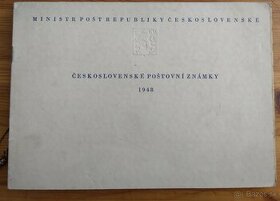 MINISTR POŠT REPUBLIKY ČESKOSLOVENSKÉ
ČESKOSLOVENSKÉ POŠTOVNÍ ZNÁMKY
1948